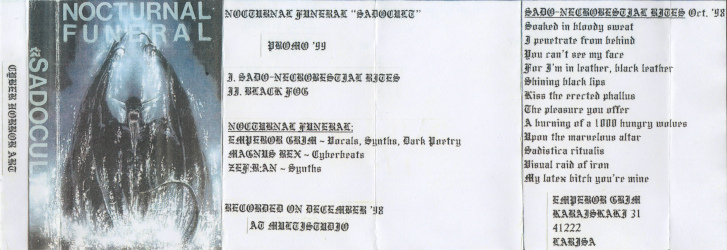 CYBER HORROR ART
"SADOCUL
NOCTURNAL
FUNERAL
NOCTURNAL FUNERAL "SADOCULT"
PROMO '99
I. SADO-NECROBESTIAL RITES
II. BLACK FOG
NOCTURNAL FUNERAL:
EMPEROR GRIM ~ Vocals, Synths, Dark Poetry
MAGNUS REX ~ Cyberbeats
ZEF:R:AN ~ Synths
RECORDED ON DECEMBER '98
AT MULTISTUDIO
SADO-NECROBESTIAL RITES Oct. '98
Soaked in bloody sweat
I penetrate from behind
You can't see my face
For I'm in leather, black leather
Shining black lips
Kiss the erected phallus
The pleasure you offer
A burning of a 1000 hungry wolves
Upon the marvelous altar
Sadistica ritualis
Visual raid of iron
My latex bitch you're mine
EMPEROR GRIM
KARAISKAKI 31
41222
LARISA